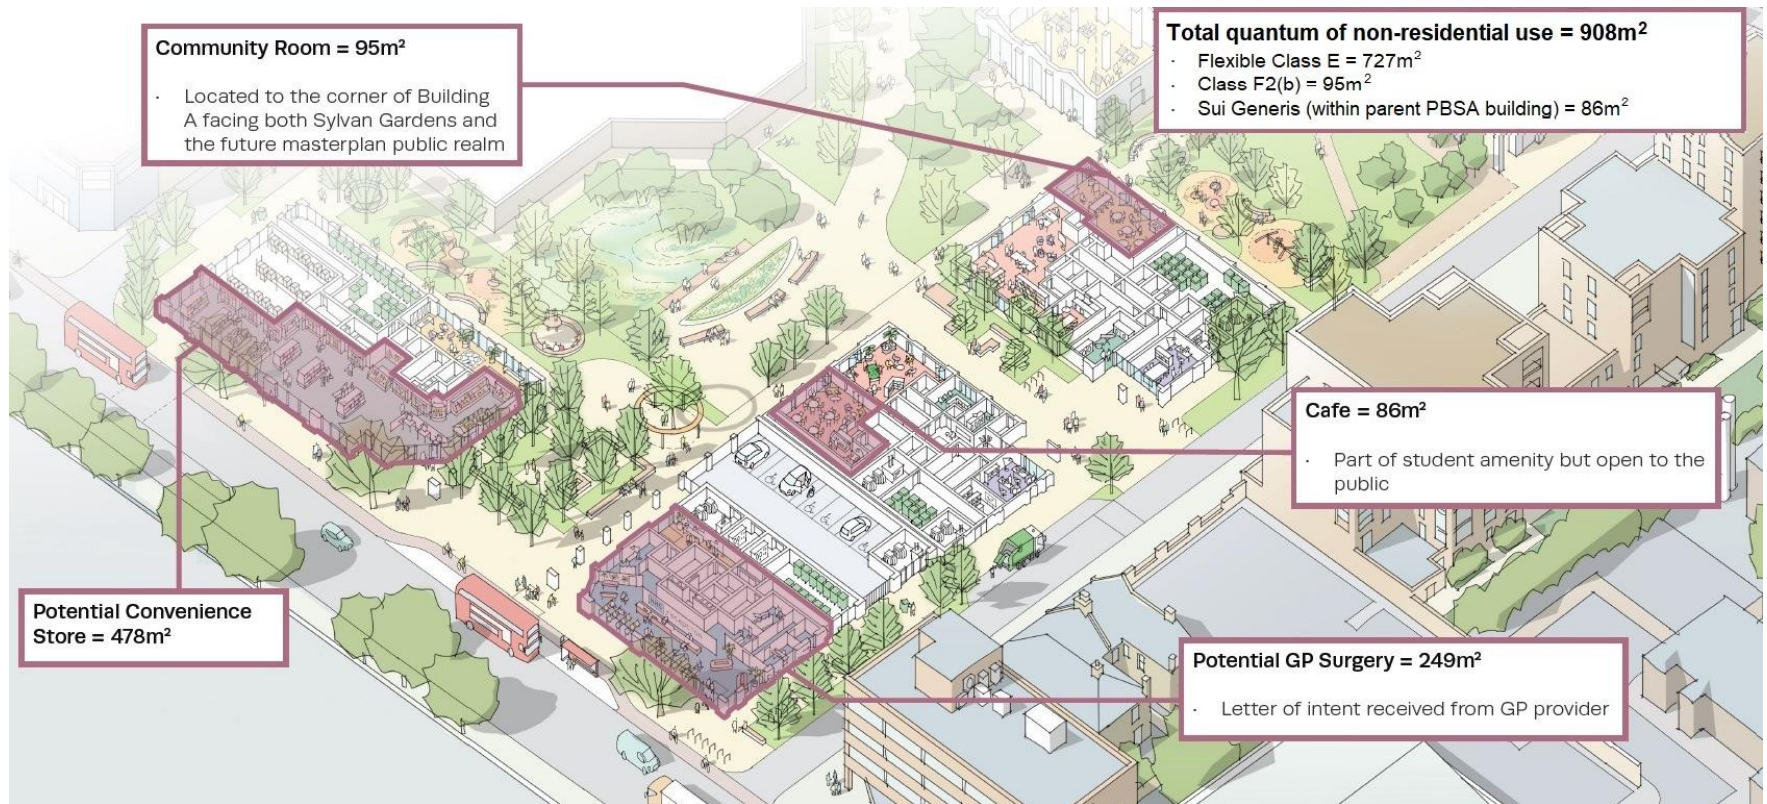 Community Room = 95m²
· Located to the corner of Building
A facing both Sylvan Gardens and
the future masterplan public realm
Total quantum of non-residential use = 908m²
· Flexible Class E = 727m²
· Class F2(b) = 95m²
· Sui Generis (within parent PBSA building) = 86m²
Cafe = 86m²
· Part of student amenity but open to the
public
Potential Convenience
Store = 478m²
Potential GP Surgery = 249m²
· Letter of intent received from GP provider